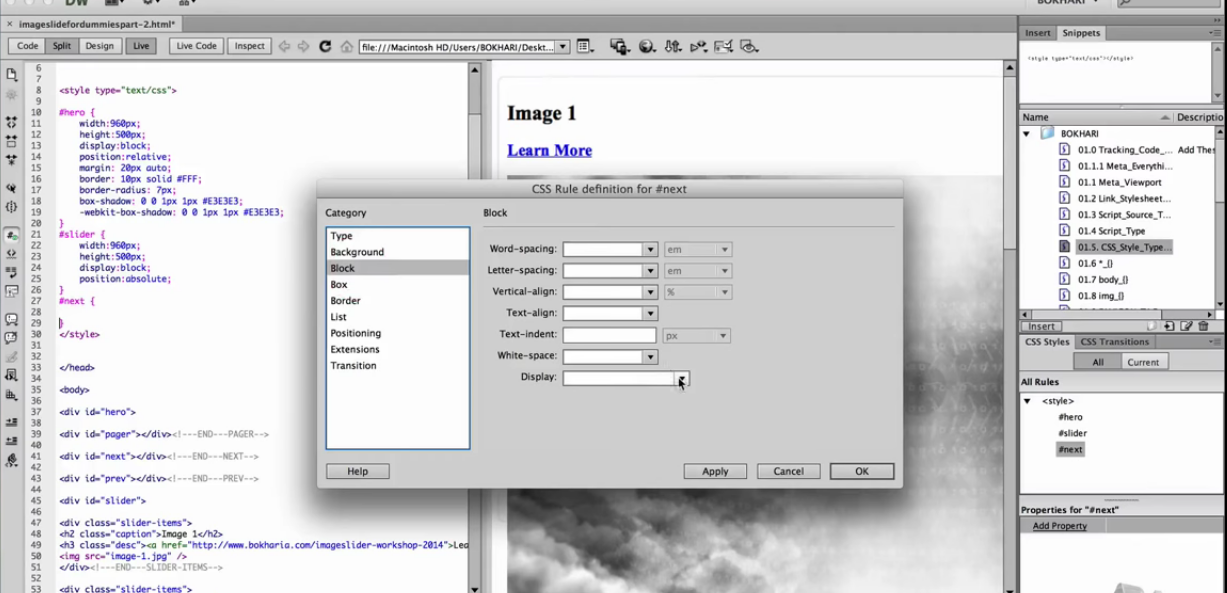 DW
BOKHARI
× imageslidefordummiespart-2.html*
Code Split Design Live Live Code Inspect file:///Macintosh HD/Users/BOKHARI/Deskt...
Insert Snippets
<style type="text/css"></style>
6
7
8 <style type="text/css">
9
10 #hero {
11 width:960px;
12 height:500px;
13 display:block;
14 position:relative;
15 margin: 20px auto;
16 border: 10px solid #FFF;
17 border-radius: 7px;
18 box-shadow: 0 0 1px 1px #E3E3E3;
19 -webkit-box-shadow: 0 0 1px 1px #E3E3E3;
20 }
21 #slider {
22 width:960px;
23 height:500px;
24 display:block;
25 position:absolute;
26 }
27 #next {
28
29 }
30 </style>
31
32
33 </head>
34
35 <body>
36
37 <div id="hero">
38
39 <div id="pager"></div><!---END---PAGER-->
40
41 <div id="next"></div><!---END---NEXT-->
42
43 <div id="prev"></div><!---END---PREV-->
44
45 <div id="slider">
46
47 <div class="slider-items">
48 <h2 class="caption">Image 1</h2>
49 <h3 class="desc"><a href="http://www.bokharia.com/imageslider-workshop-2014">Lea
50 <img src="image-1.jpg" />
51 </div><!---END---SLIDER-ITEMS-->
52
53 <div class="slider-items">
Image 1
Learn More
CSS Rule definition for #next
Category
Type
Background
Block
Box
Border
List
Positioning
Extensions
Transition
Block
Word-spacing: em
Letter-spacing: em
Vertical-align: %
Text-align:
Text-indent: px
White-space:
Display:
Help Apply Cancel OK
Name Descriptio
BOKHARI
01.0 Tracking_Code_... Add Thes
01.1.1 Meta_Everythi...
01.1 Meta_Viewport
01.2 Link_Stylesheet...
01.3 Script_Source_T...
01.4 Script_Type
01.5. CSS_Style_Type...
01.6 *_{}
01.7 body_{}
01.8 img_{}
Insert
CSS Styles CSS Transitions
All Current
All Rules
<style>
#hero
#slider
#next
Properties for "#next"
Add Property